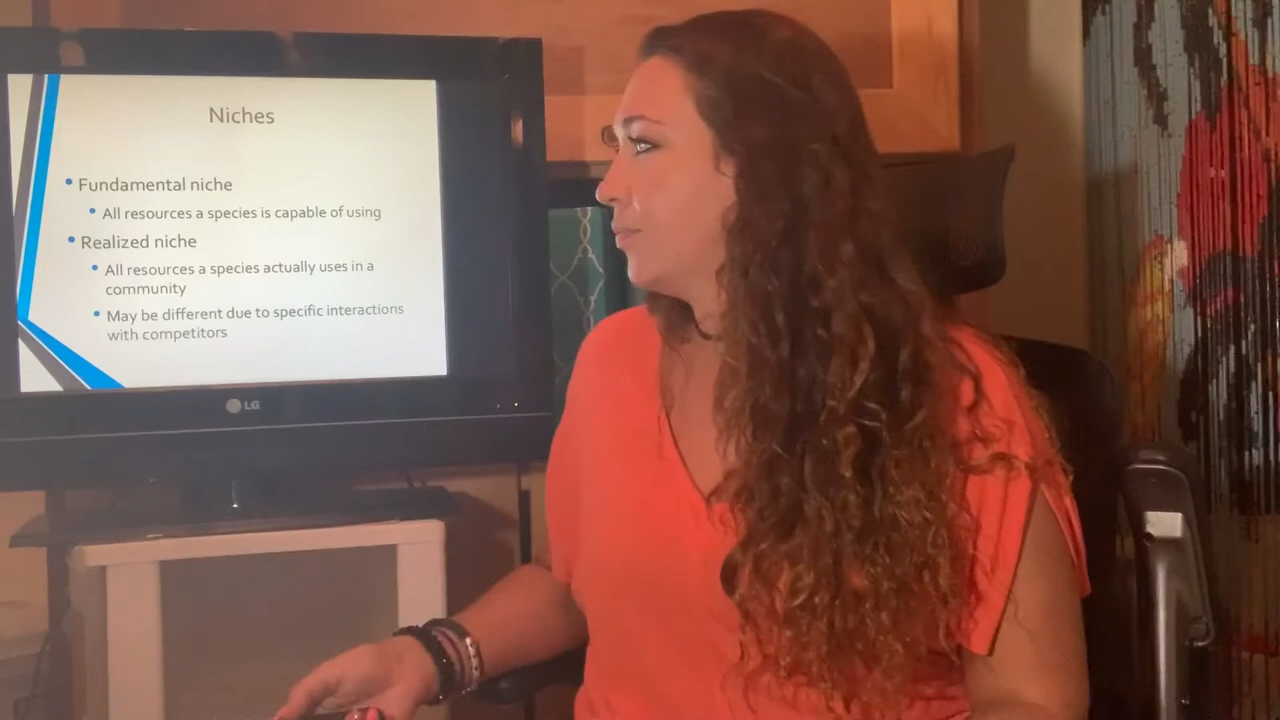 Niches
• Fundamental niche
• All resources a species is capable of using
• Realized niche
• All resources a species actually uses in a
community
• May be different due to specific interactions
with competitors
LG